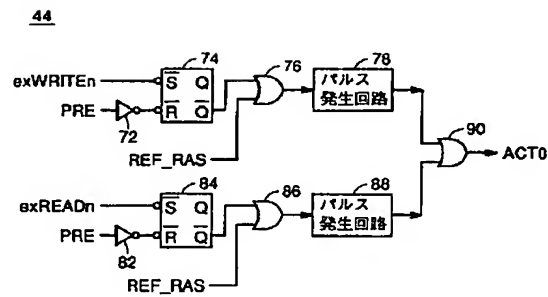 44
74
76
78
exWRITEn
S Q
パルス
発生回路
PRE
R Q
72
90
REF_RAS
ACT0
84
86
88
exREADn
S Q
パルス
発生回路
PRE
R Q
82
REF_RAS